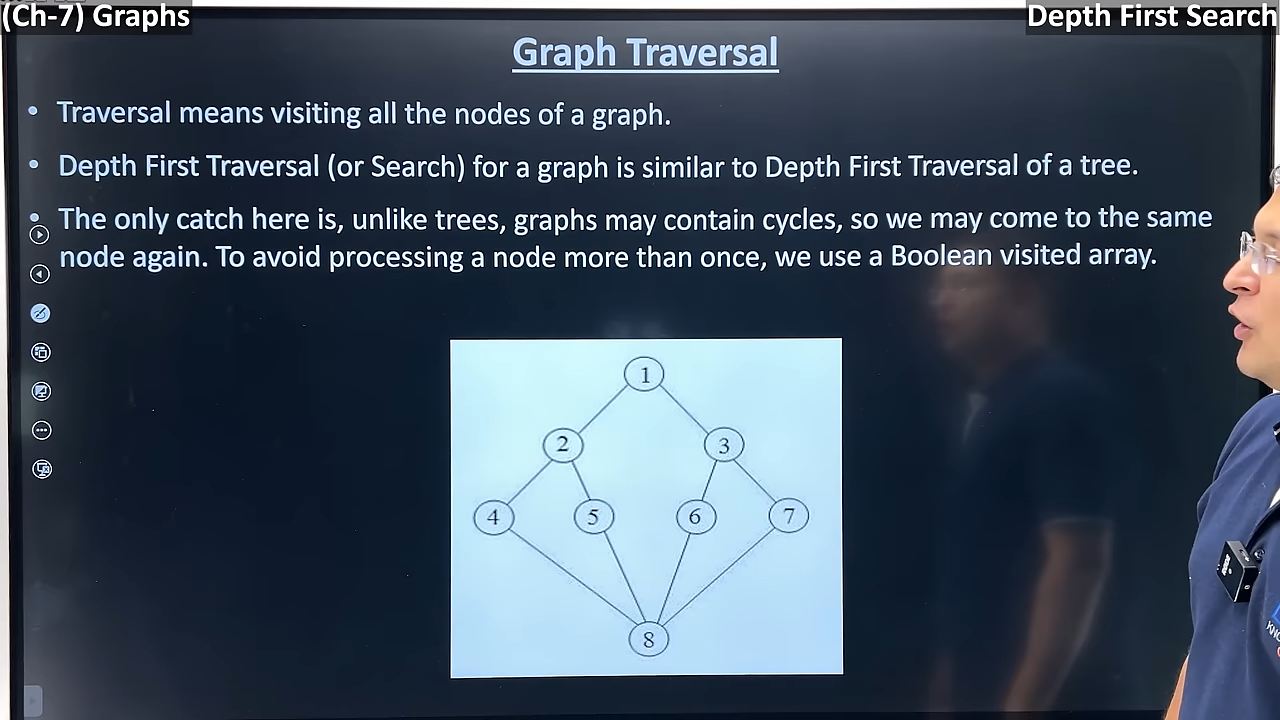 (Ch-7) Graphs
Depth First Search
Graph Traversal
• Traversal means visiting all the nodes of a graph.
• Depth First Traversal (or Search) for a graph is similar to Depth First Traversal of a tree.
• The only catch here is, unlike trees, graphs may contain cycles, so we may come to the same
node again. To avoid processing a node more than once, we use a Boolean visited array.
1
2
3
4
5
6
7
8